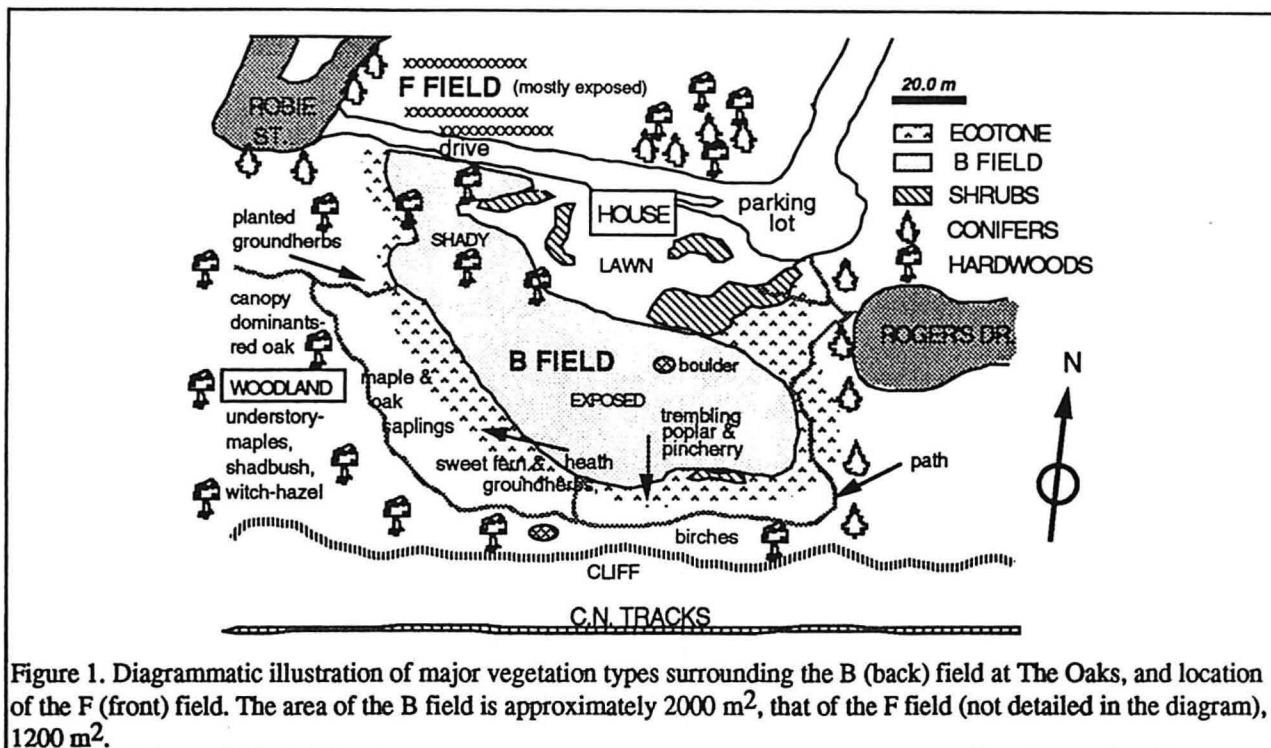 xxxxxxxxxxxxxx
F FIELD (mostly exposed)
xxxxxxxxxxxxxx
xxxxxxxxxxxxx
ROBIE
ST.
drive
20.0 m
ECOTONE
B FIELD
SHRUBS
CONIFERS
HARDWOODS
planted
groundherbs
SHADY
HOUSE
LAWN
parking
lot
canopy
dominants-
red oak
WOODLAND
understory-
maples,
shadbush,
witch-hazel
maple &
oak
saplings
B FIELD
boulder
EXPOSED
trembling
poplar &
pincherry
sweet fern &
groundherbs,
heath
ROGER'S DR.
N
path
birches
CLIFF
C.N. TRACKS
Figure 1. Diagrammatic illustration of major vegetation types surrounding the B (back) field at The Oaks, and location
of the F (front) field. The area of the B field is approximately 2000 m², that of the F field (not detailed in the diagram),
1200 m².